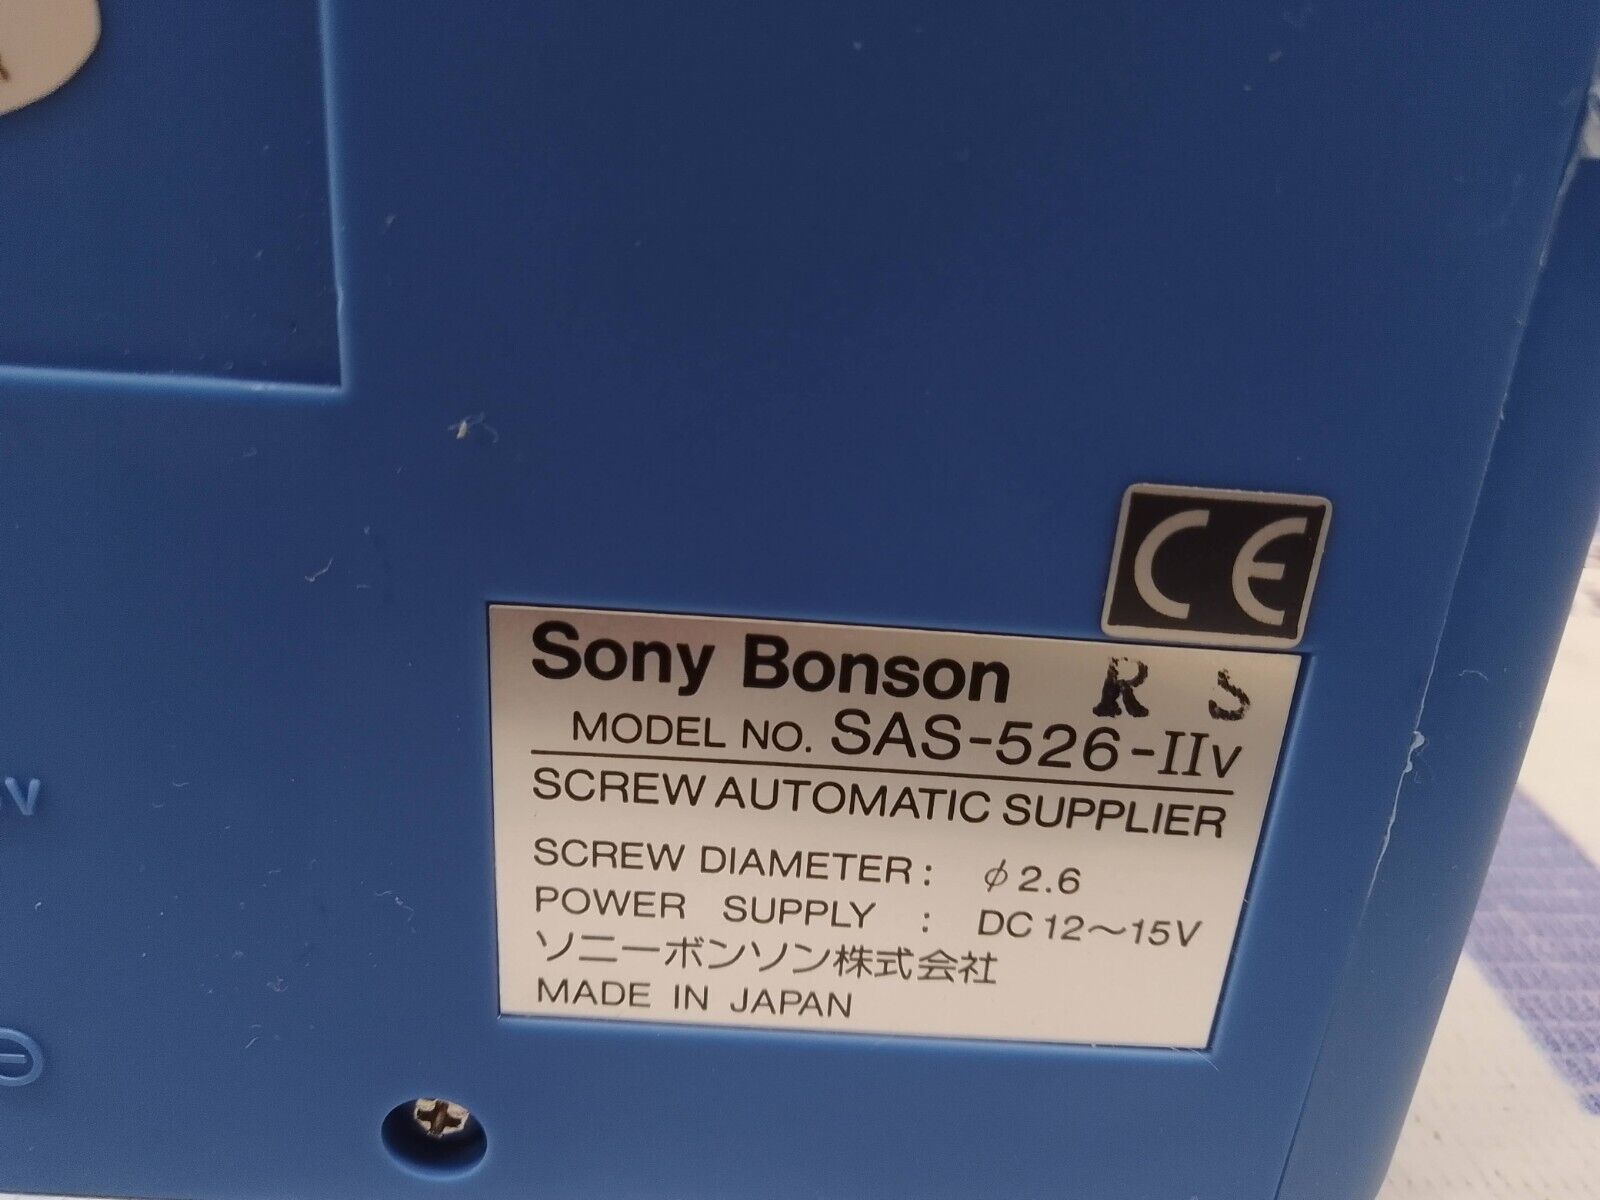 CE
Sony Bonson R S
MODEL NO. SAS-526-IIV
SCREW AUTOMATIC SUPPLIER
SCREW DIAMETER : φ2.6
POWER SUPPLY : DC 12～15V
ソニーボンソン株式会社
MADE IN JAPAN